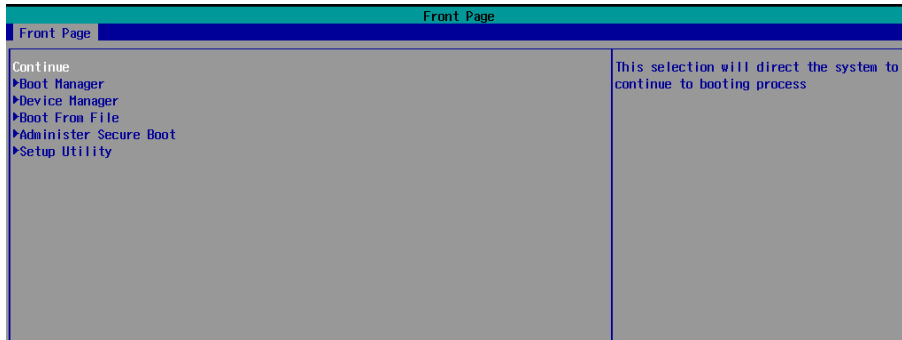 Front Page
Front Page
Continue
▶Boot Manager
▶Device Manager
▶Boot From File
▶Administer Secure Boot
▶Setup Utility
This selection will direct the system to
continue to booting process